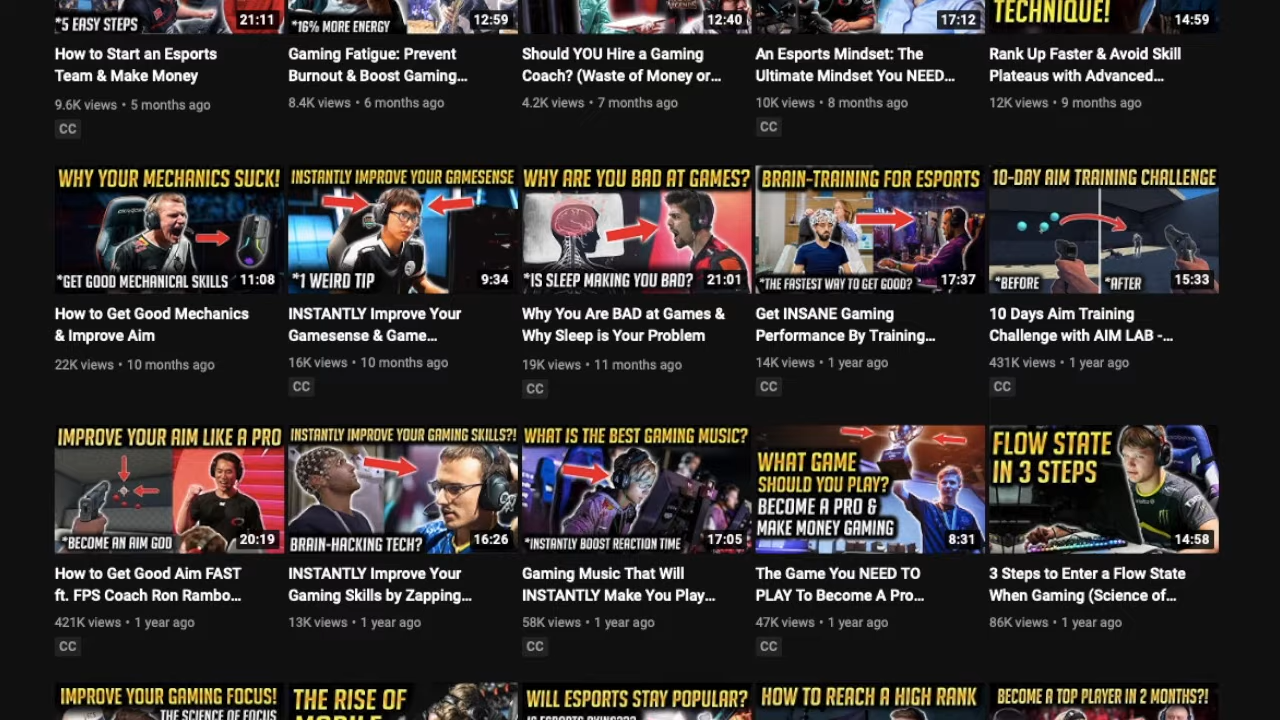 *5 EASY STEPS
21:11
*16% MORE ENERGY
12:59
12:40
17:12
TECHNIQUE!
14:59
How to Start an Esports
Team & Make Money
9.6K views • 5 months ago
CC
Gaming Fatigue: Prevent
Burnout & Boost Gaming...
8.4K views • 6 months ago
Should YOU Hire a Gaming
Coach? (Waste of Money or...
4.2K views • 7 months ago
An Esports Mindset: The
Ultimate Mindset You NEED...
10K views • 8 months ago
CC
Rank Up Faster & Avoid Skill
Plateaus with Advanced...
12K views • 9 months ago
WHY YOUR MECHANICS SUCK!
*GET GOOD MECHANICAL SKILLS
11:08
How to Get Good Mechanics
& Improve Aim
22K views • 10 months ago
INSTANTLY IMPROVE YOUR GAMESENSE
*1 WEIRD TIP
9:34
INSTANTLY Improve Your
Gamesense & Game...
16K views • 10 months ago
CC
WHY ARE YOU BAD AT GAMES?
*IS SLEEP MAKING YOU BAD?
21:01
Why You Are BAD at Games &
Why Sleep is Your Problem
19K views • 11 months ago
CC
BRAIN-TRAINING FOR ESPORTS
*THE FASTEST WAY TO GET GOOD?
17:37
Get INSANE Gaming
Performance By Training...
14K views • 1 year ago
CC
10-DAY AIM TRAINING CHALLENGE
*BEFORE
*AFTER
15:33
10 Days Aim Training
Challenge with AIM LAB -...
431K views • 1 year ago
CC
IMPROVE YOUR AIM LIKE A PRO
*BECOME AN AIM GOD
20:19
How to Get Good Aim FAST
ft. FPS Coach Ron Rambo...
421K views • 1 year ago
CC
INSTANTLY IMPROVE YOUR GAMING SKILLS?!
BRAIN-HACKING TECH?
16:26
INSTANTLY Improve Your
Gaming Skills by Zapping...
13K views • 1 year ago
WHAT IS THE BEST GAMING MUSIC?
*INSTANTLY BOOST REACTION TIME
17:05
Gaming Music That Will
INSTANTLY Make You Play...
58K views • 1 year ago
CC
WHAT GAME
SHOULD YOU PLAY?
BECOME A PRO &
MAKE MONEY GAMING
8:31
The Game You NEED TO
PLAY To Become A Pro...
47K views • 1 year ago
CC
FLOW STATE
IN 3 STEPS
14:58
3 Steps to Enter a Flow State
When Gaming (Science of...
86K views • 1 year ago
IMPROVE YOUR GAMING FOCUS!
THE SCIENCE OF FOCUS
THE RISE OF
MOBILE
WILL ESPORTS STAY POPULAR?
IS ESPORTS DYING???
HOW TO REACH A HIGH RANK
BECOME A TOP PLAYER IN 2 MONTHS?!